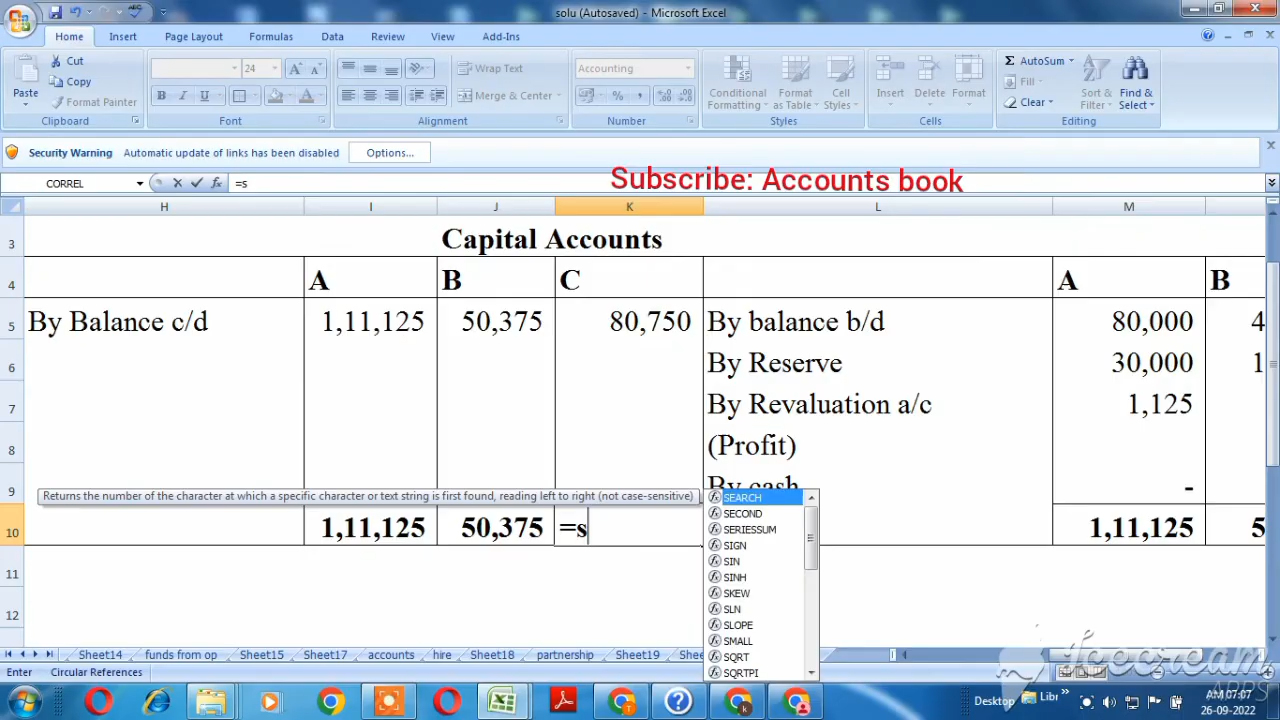 solu (Autosaved) - Microsoft Excel
Home Insert Page Layout Formulas Data Review View Add-Ins
Cut
Copy
Format Painter
Paste
Clipboard
24
B I U
Font
Wrap Text
Merge & Center
Alignment
Accounting
%
Number
Conditional Formatting
Format as Table
Cell Styles
Styles
Insert Delete Format
Cells
Σ AutoSum
Fill
Clear
Sort & Filter
Find & Select
Editing
Security Warning Automatic update of links has been disabled Options...
CORREL fx =s
Subscribe: Accounts book
H I J K L M
3 Capital Accounts
4 A B C A B
5 By Balance c/d 1,11,125 50,375 80,750 By balance b/d 80,000 4
6 By Reserve 30,000 1
7 By Revaluation a/c 1,125
8 (Profit)
9 By cash -
Returns the number of the character at which a specific character or text string is first found, reading left to right (not case-sensitive)
10 1,11,125 50,375 =s 1,11,125 5
11
12
SEARCH
SECOND
SERIESSUM
SIGN
SIN
SINH
SKEW
SLN
SLOPE
SMALL
SQRT
SQRTPI
Sheet14 funds from op Sheet15 Sheet17 accounts hire Sheet18 partnership Sheet19 Shee
Enter Circular References
Icecream
APPS
Desktop Libr
AM 07:07
26-09-2022